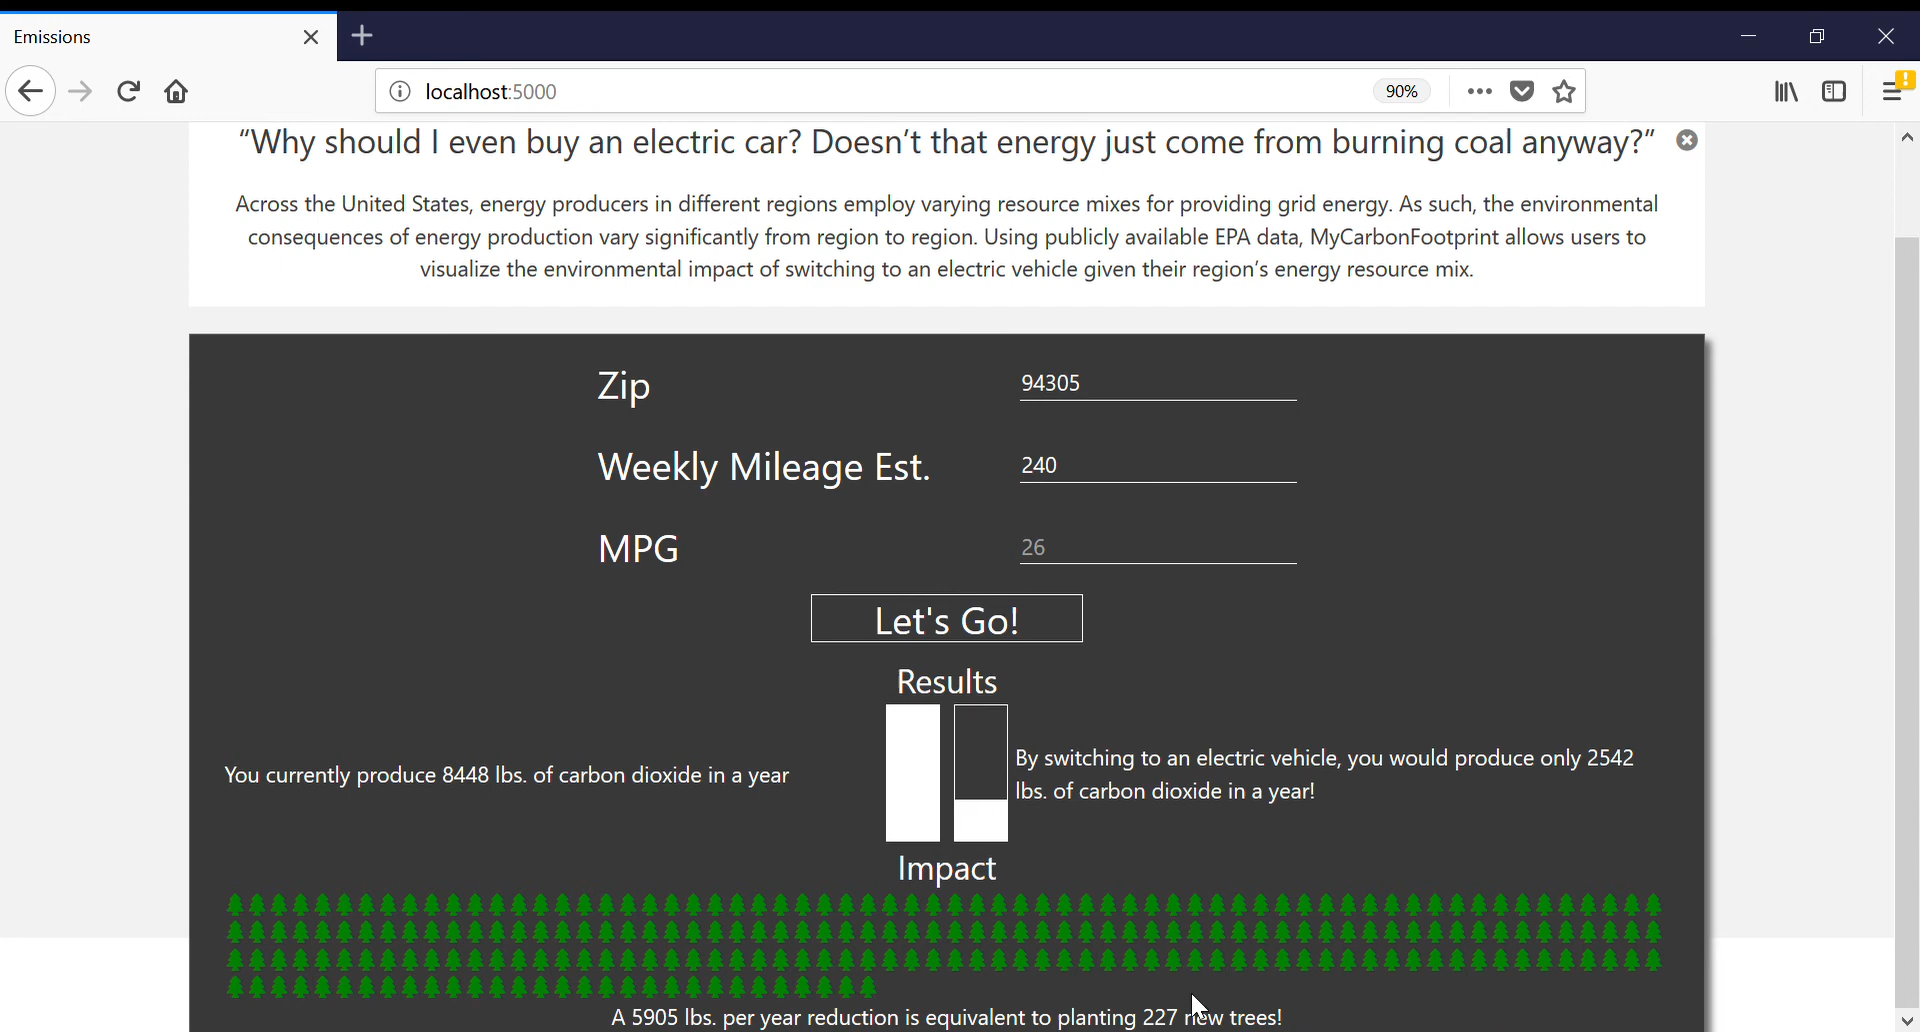 Emissions
localhost:5000
90%
“Why should I even buy an electric car? Doesn’t that energy just come from burning coal anyway?”
Across the United States, energy producers in different regions employ varying resource mixes for providing grid energy. As such, the environmental
consequences of energy production vary significantly from region to region. Using publicly available EPA data, MyCarbonFootprint allows users to
visualize the environmental impact of switching to an electric vehicle given their region’s energy resource mix.
Zip 94305
Weekly Mileage Est. 240
MPG 26
Let's Go!
Results
You currently produce 8448 lbs. of carbon dioxide in a year
By switching to an electric vehicle, you would produce only 2542
lbs. of carbon dioxide in a year!
Impact
A 5905 lbs. per year reduction is equivalent to planting 227 new trees!